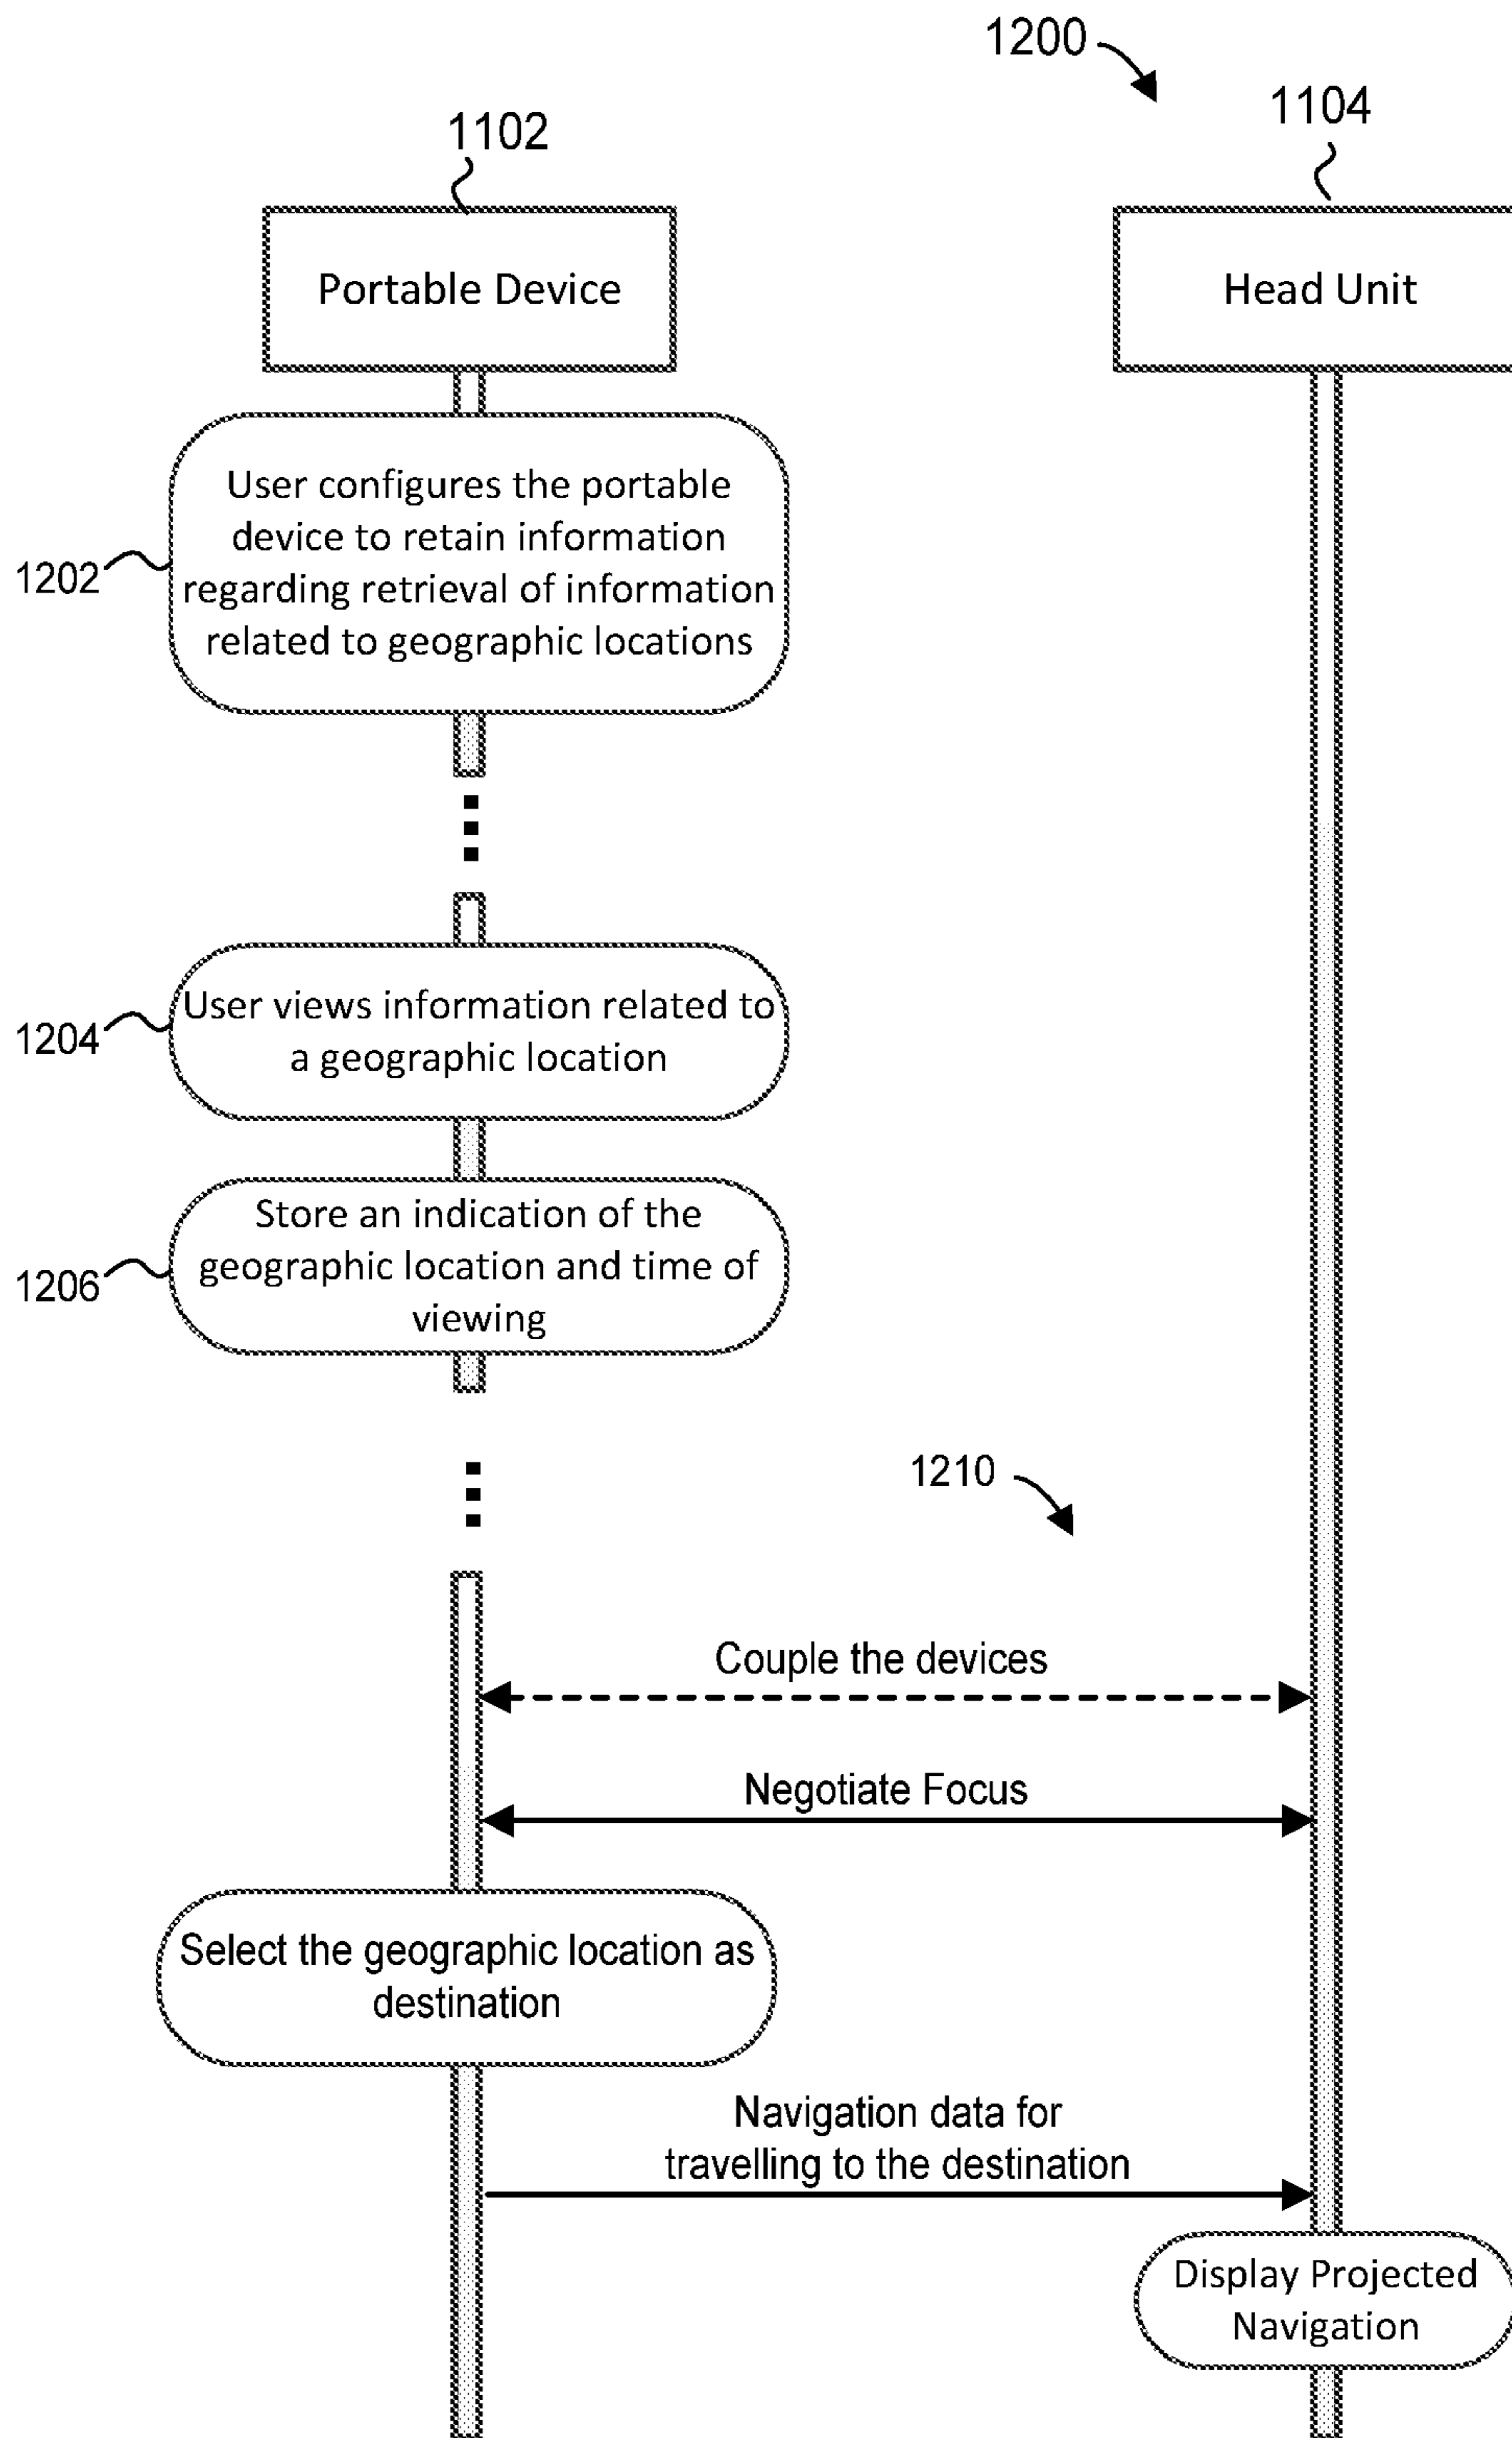 1200
1102
1104
Portable Device
Head Unit
User configures the portable
device to retain information
regarding retrieval of information
related to geographic locations
1202
User views information related to
a geographic location
1204
Store an indication of the
geographic location and time of
viewing
1206
1210
Couple the devices
Negotiate Focus
Select the geographic location as
destination
Navigation data for
travelling to the destination
Display Projected
Navigation